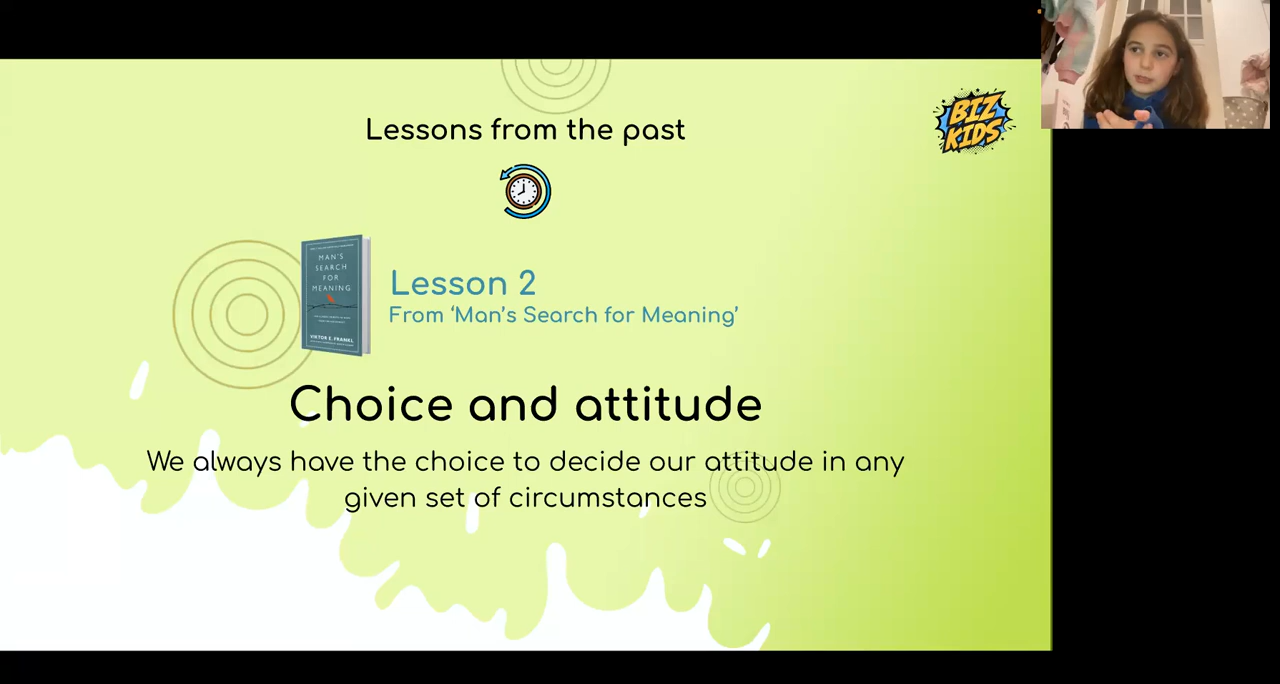 Lessons from the past
BIZ
KIDS
MAN'S
SEARCH
FOR
MEANING
VIKTOR E. FRANKL
Lesson 2
From ‘Man’s Search for Meaning’
Choice and attitude
We always have the choice to decide our attitude in any
given set of circumstances